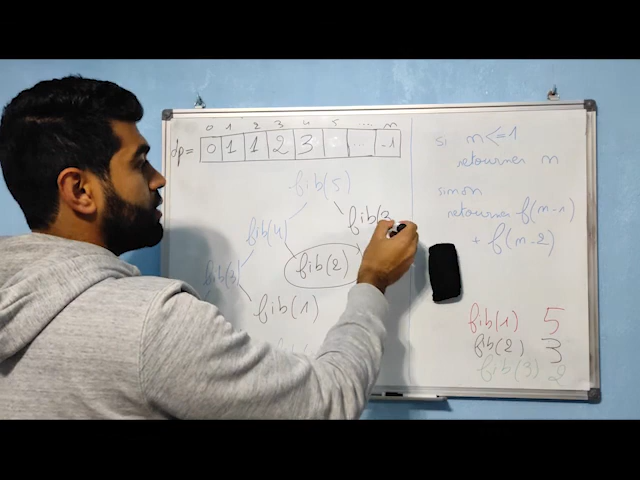 0 1 2 3 4 5 .... n
dp= 0 1 1 2 3 ... -1
fib(5)
fib(3
fib(4)
fib(2)
fib(3)
fib(1)
si n<=1
retourner n
sinon
retourner f(n-1)
+ f(n-2)
fib(1) 5
fib(2) 3
fib(3) 2